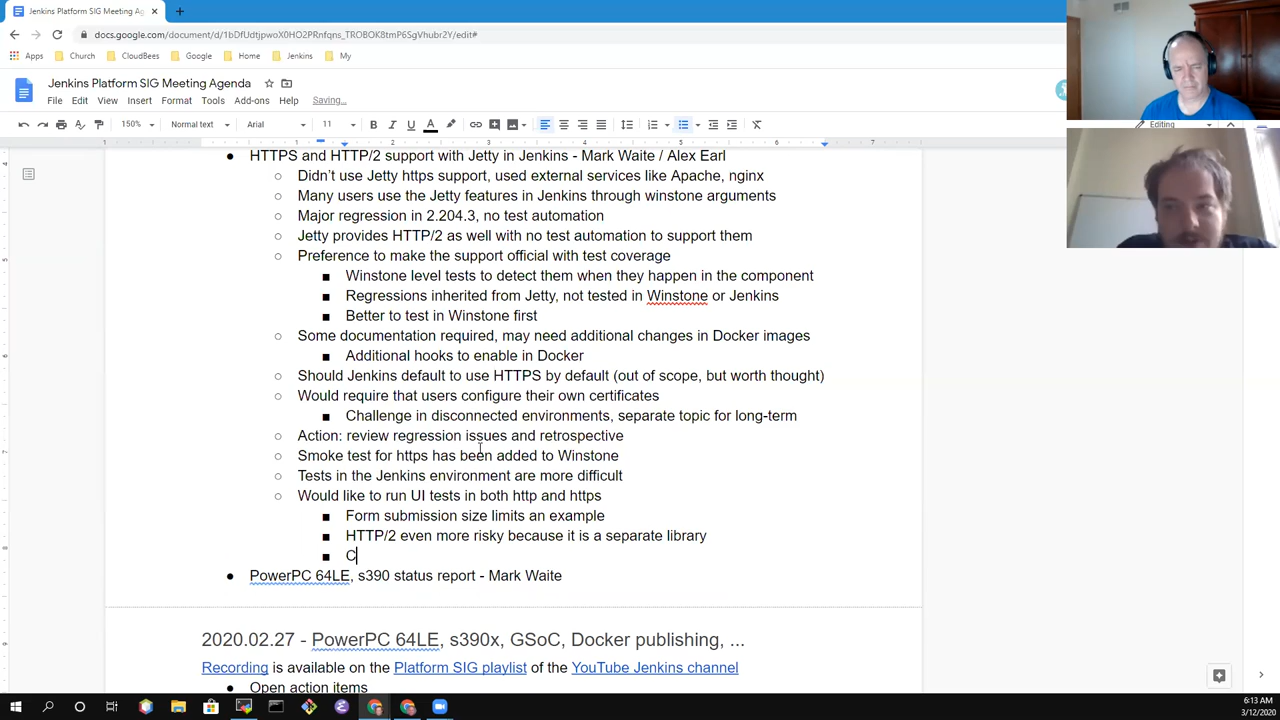 Jenkins Platform SIG Meeting Agenda
docs.google.com/document/d/1bDfUdtjpwoX0HO2PRnfqns_TROBOK8tmP6SgVhubr2Y/edit#
Apps Church CloudBees Google Home Jenkins My
Jenkins Platform SIG Meeting Agenda
File Edit View Insert Format Tools Add-ons Help Saving...
150% Normal text Arial 11 B I U A Editing
1 1 2 3 4 5 6 7
● HTTPS and HTTP/2 support with Jetty in Jenkins - Mark Waite / Alex Earl
○ Didn't use Jetty https support, used external services like Apache, nginx
○ Many users use the Jetty features in Jenkins through winstone arguments
○ Major regression in 2.204.3, no test automation
○ Jetty provides HTTP/2 as well with no test automation to support them
○ Preference to make the support official with test coverage
■ Winstone level tests to detect them when they happen in the component
■ Regressions inherited from Jetty, not tested in Winstone or Jenkins
■ Better to test in Winstone first
○ Some documentation required, may need additional changes in Docker images
■ Additional hooks to enable in Docker
○ Should Jenkins default to use HTTPS by default (out of scope, but worth thought)
○ Would require that users configure their own certificates
■ Challenge in disconnected environments, separate topic for long-term
○ Action: review regression issues and retrospective
○ Smoke test for https has been added to Winstone
○ Tests in the Jenkins environment are more difficult
○ Would like to run UI tests in both http and https
■ Form submission size limits an example
■ HTTP/2 even more risky because it is a separate library
■ C
● PowerPC 64LE, s390 status report - Mark Waite
2020.02.27 - PowerPC 64LE, s390x, GSoC, Docker publishing, ...
Recording is available on the Platform SIG playlist of the YouTube Jenkins channel
● Open action items
6:13 AM
3/12/2020